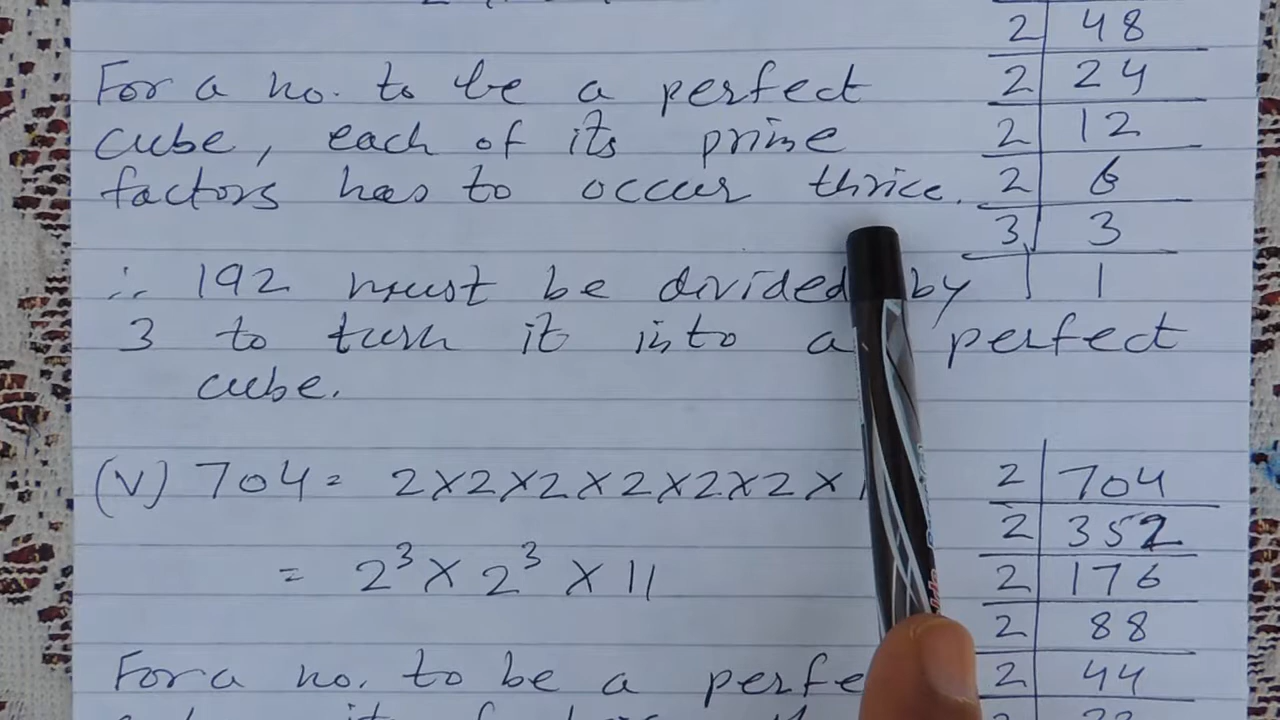 2 | 48
For a no. to be a perfect
2 | 24
cube, each of its prime
2 | 12
factors has to occur thrice.
2 | 6
3 | 3
∴ 192 must be divided by
1 | 1
3 to turn it into a perfect
cube.
(V) 704 = 2×2×2×2×2×2×
2 | 704
2 | 352
= 2³ × 2³ × 11
2 | 176
2 | 88
For a no. to be a
2 | 44